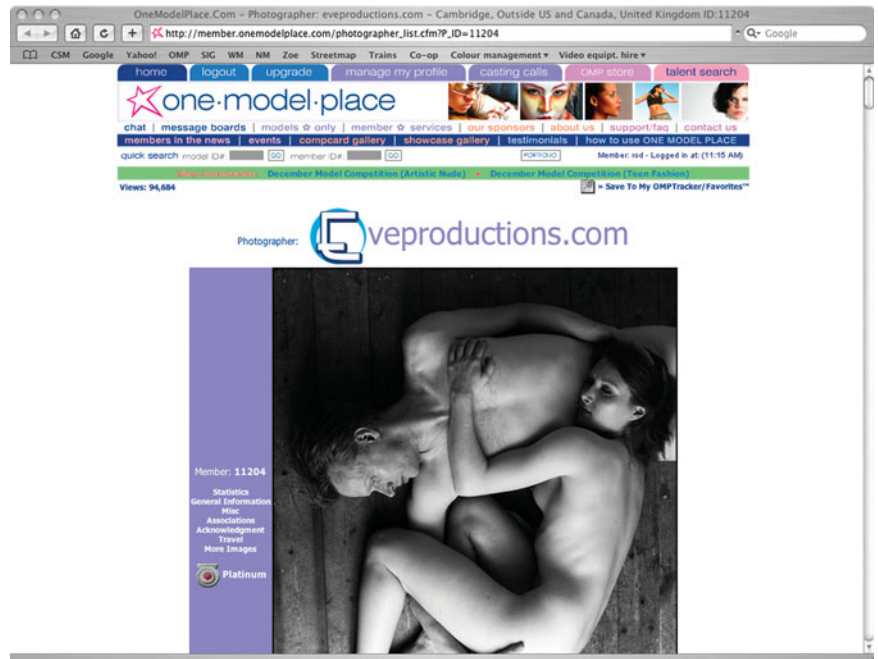 OneModelPlace.Com – Photographer: eveproductions.com – Cambridge, Outside US and Canada, United Kingdom ID:11204
http://member.onemodelplace.com/photographer_list.cfm?P_ID=11204 Google
CSM Google Yahoo! OMP SIG WM NM Zoe Streetmap Trains Co-op Colour management Video equipt. hire
home logout upgrade manage my profile casting calls OMP store talent search
one·model·place
chat | message boards | models ☆ only | member ☆ services | our sponsors | about us | support/faq | contact us
members in the news | events | compcard gallery | showcase gallery | testimonials | how to use ONE MODEL PLACE
quick search model ID#: GO member ID#: GO PORTFOLIO Member: rod - Logged in at: (11:15 AM)
December Model Competition (Artistic Nude) • December Model Competition (Teen Fashion)
Views: 94,684 » Save To My OMPTracker/Favorites™
Photographer: Eveproductions.com
Member: 11204
Statistics
General Information
Misc
Associations
Acknowledgment
Travel
More Images
Platinum